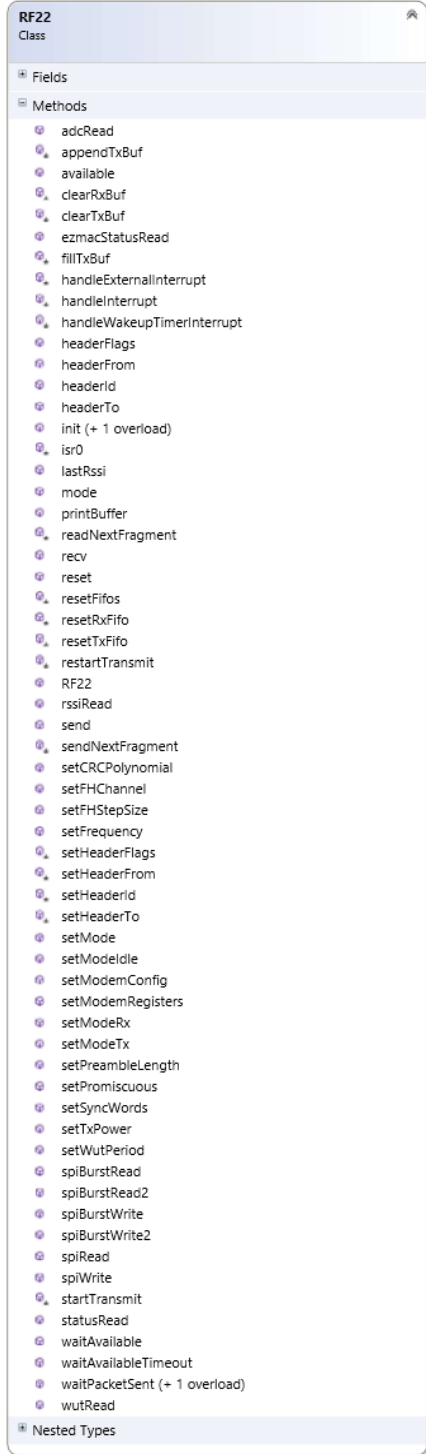 RF22
Class
Fields
Methods
adcRead
appendTxBuf
available
clearRxBuf
clearTxBuf
ezmacStatusRead
fillTxBuf
handleExternalInterrupt
handleInterrupt
handleWakeupTimerInterrupt
headerFlags
headerFrom
headerId
headerTo
init (+ 1 overload)
isr0
lastRssi
mode
printBuffer
readNextFragment
recv
reset
resetFifos
resetRxFifo
resetTxFifo
restartTransmit
RF22
rssiRead
send
sendNextFragment
setCRCPolynomial
setFHChannel
setFHStepSize
setFrequency
setHeaderFlags
setHeaderFrom
setHeaderId
setHeaderTo
setMode
setModeIdle
setModemConfig
setModemRegisters
setModeRx
setModeTx
setPreambleLength
setPromiscuous
setSyncWords
setTxPower
setWutPeriod
spiBurstRead
spiBurstRead2
spiBurstWrite
spiBurstWrite2
spiRead
spiWrite
startTransmit
statusRead
waitAvailable
waitAvailableTimeout
waitPacketSent (+ 1 overload)
wutRead
Nested Types